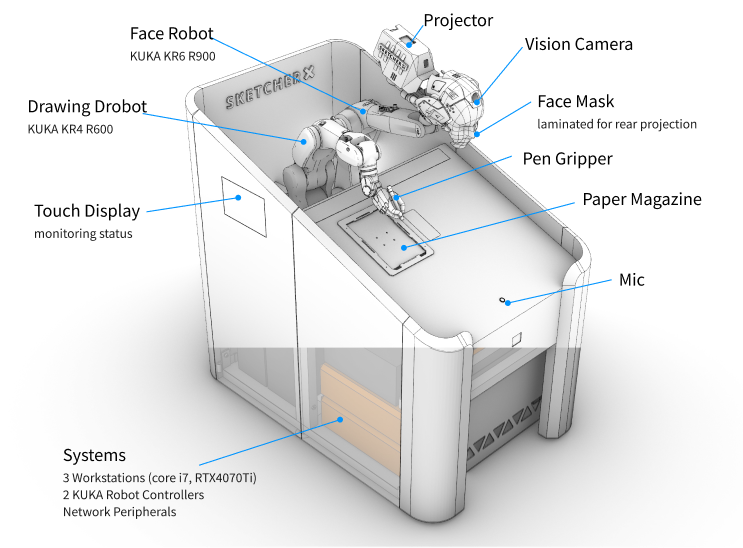 Projector
Face Robot
KUKA KR6 R900
Vision Camera
SKETCHERX
Drawing Drobot
KUKA KR4 R600
Face Mask
laminated for rear projection
Pen Gripper
Paper Magazine
Touch Display
monitoring status
Mic
Systems
3 Workstations (core i7, RTX4070Ti)
2 KUKA Robot Controllers
Network Peripherals